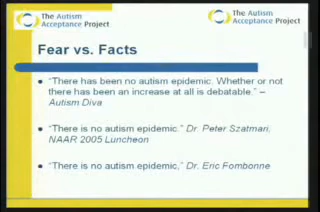 The Autism
Acceptance Project
The Autism
Acceptance Project
Fear vs. Facts
"There has been no autism epidemic. Whether or not
there has been an increase at all is debatable." –
Autism Diva
"There is no autism epidemic." Dr. Peter Szatmari,
NAAR 2005 Luncheon
"There is no autism epidemic," Dr. Eric Fombonne